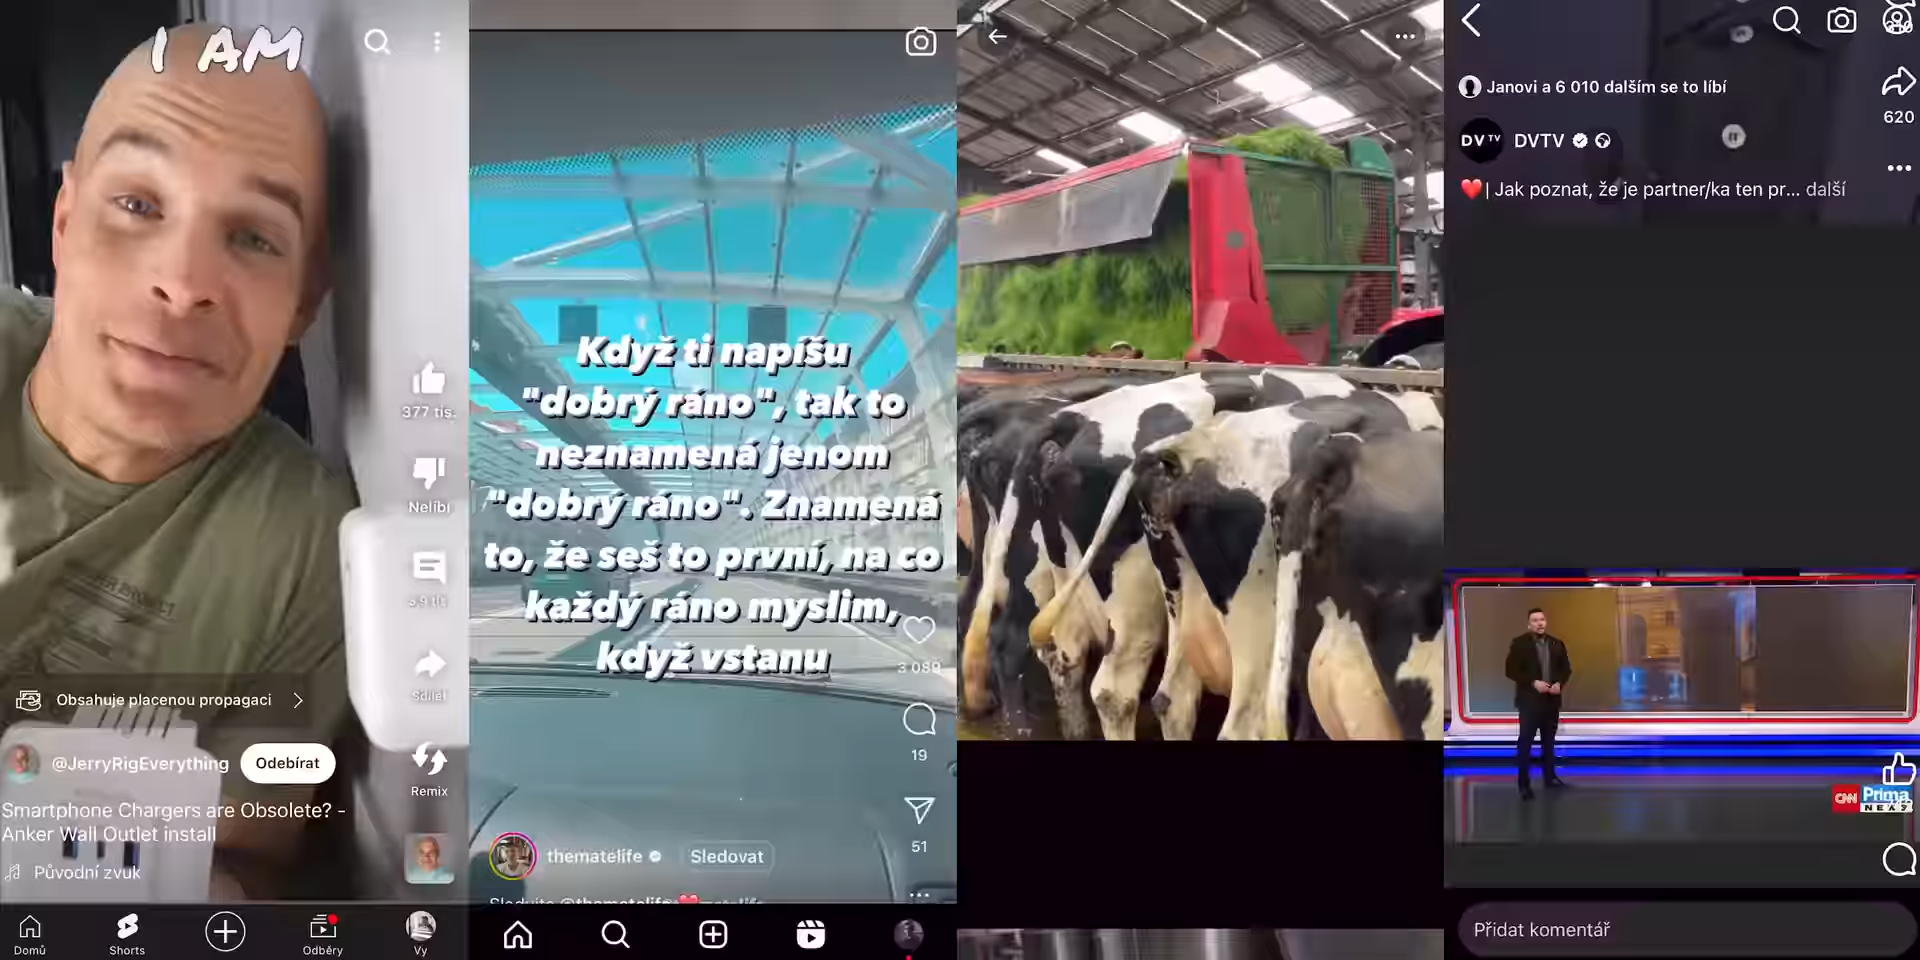 I AM
377 tis.
Nelíbí
Sdílet
Obsahuje placenou propagaci
@JerryRigEverything
Odebírat
Remix
Smartphone Chargers are Obsolete? -
Anker Wall Outlet install
Původní zvuk
Domů
Shorts
Odběry
Vy
Když ti napíšu
"dobrý ráno", tak to
neznamená jenom
"dobrý ráno". Znamená
to, že seš to první, na co
každý ráno myslim,
když vstanu
3 089
19
51
thematelife
Sledovat
Sledujte @thematelife
Janovi a 6 010 dalším se to líbí
620
DVTV
DVTV
❤️| Jak poznat, že je partner/ka ten pr... další
CNN Prima
NEWS
Přidat komentář